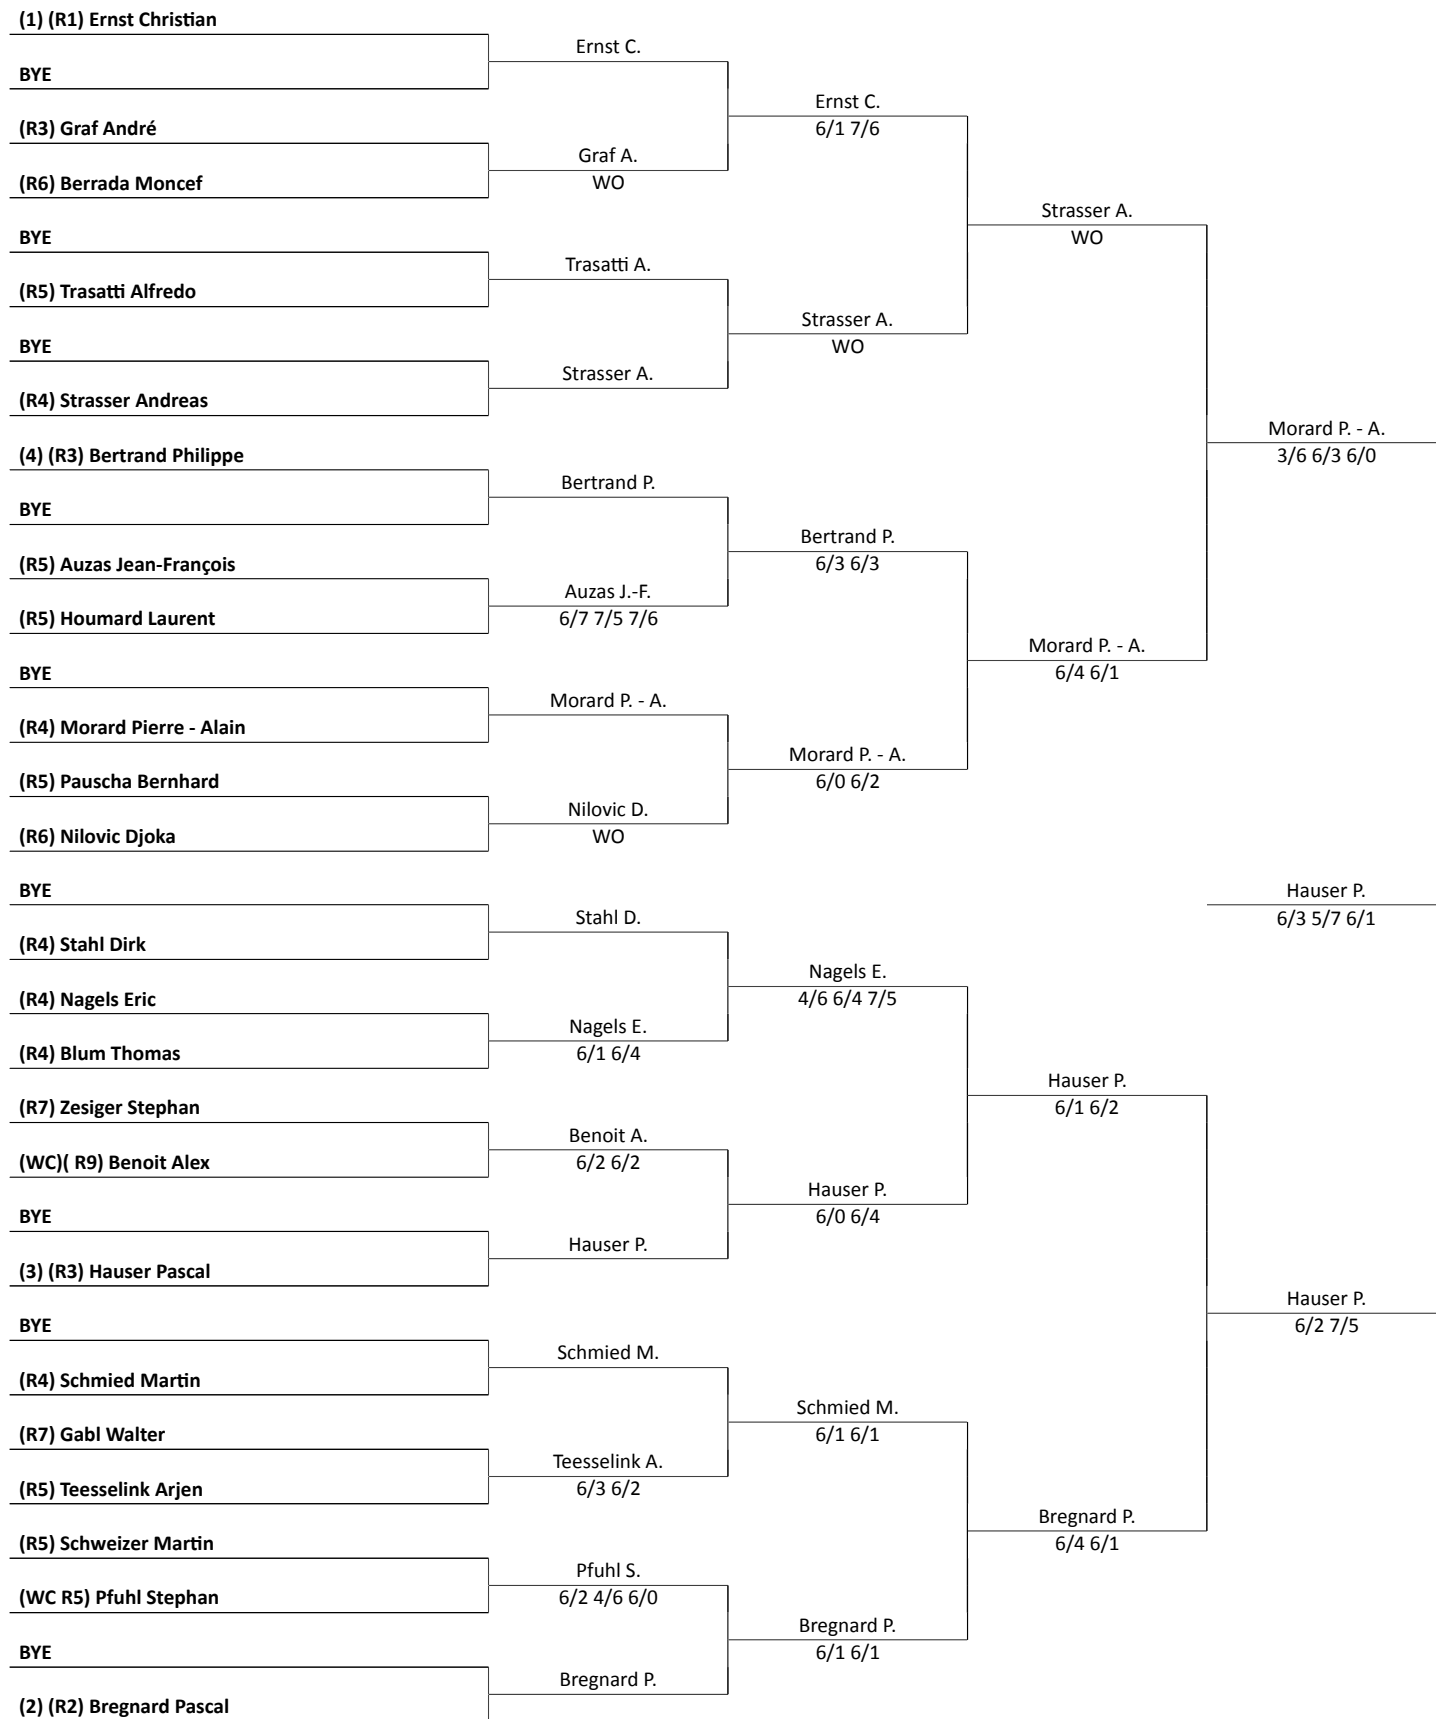 (1) (R1) Ernst Christian
Ernst C.
BYE
Ernst C.
6/1 7/6
(R3) Graf André
Graf A.
WO
(R6) Berrada Moncef
Strasser A.
WO
BYE
Trasatti A.
(R5) Trasatti Alfredo
Strasser A.
WO
BYE
Strasser A.
(R4) Strasser Andreas
Morard P. - A.
3/6 6/3 6/0
(4) (R3) Bertrand Philippe
Bertrand P.
BYE
Bertrand P.
6/3 6/3
(R5) Auzas Jean-François
Auzas J.-F.
6/7 7/5 7/6
(R5) Houmard Laurent
Morard P. - A.
6/4 6/1
BYE
Morard P. - A.
(R4) Morard Pierre - Alain
Morard P. - A.
6/0 6/2
(R5) Pauscha Bernhard
Nilovic D.
WO
(R6) Nilovic Djoka
BYE
Hauser P.
6/3 5/7 6/1
Stahl D.
(R4) Stahl Dirk
Nagels E.
4/6 6/4 7/5
(R4) Nagels Eric
Nagels E.
6/1 6/4
(R4) Blum Thomas
Hauser P.
6/1 6/2
(R7) Zesiger Stephan
Benoit A.
6/2 6/2
(WC)( R9) Benoit Alex
Hauser P.
6/0 6/4
BYE
Hauser P.
(3) (R3) Hauser Pascal
Hauser P.
6/2 7/5
BYE
Schmied M.
(R4) Schmied Martin
Schmied M.
6/1 6/1
(R7) Gabl Walter
Teesselink A.
6/3 6/2
(R5) Teesselink Arjen
Bregnard P.
6/4 6/1
(R5) Schweizer Martin
Pfuhl S.
6/2 4/6 6/0
(WC R5) Pfuhl Stephan
Bregnard P.
6/1 6/1
BYE
Bregnard P.
(2) (R2) Bregnard Pascal